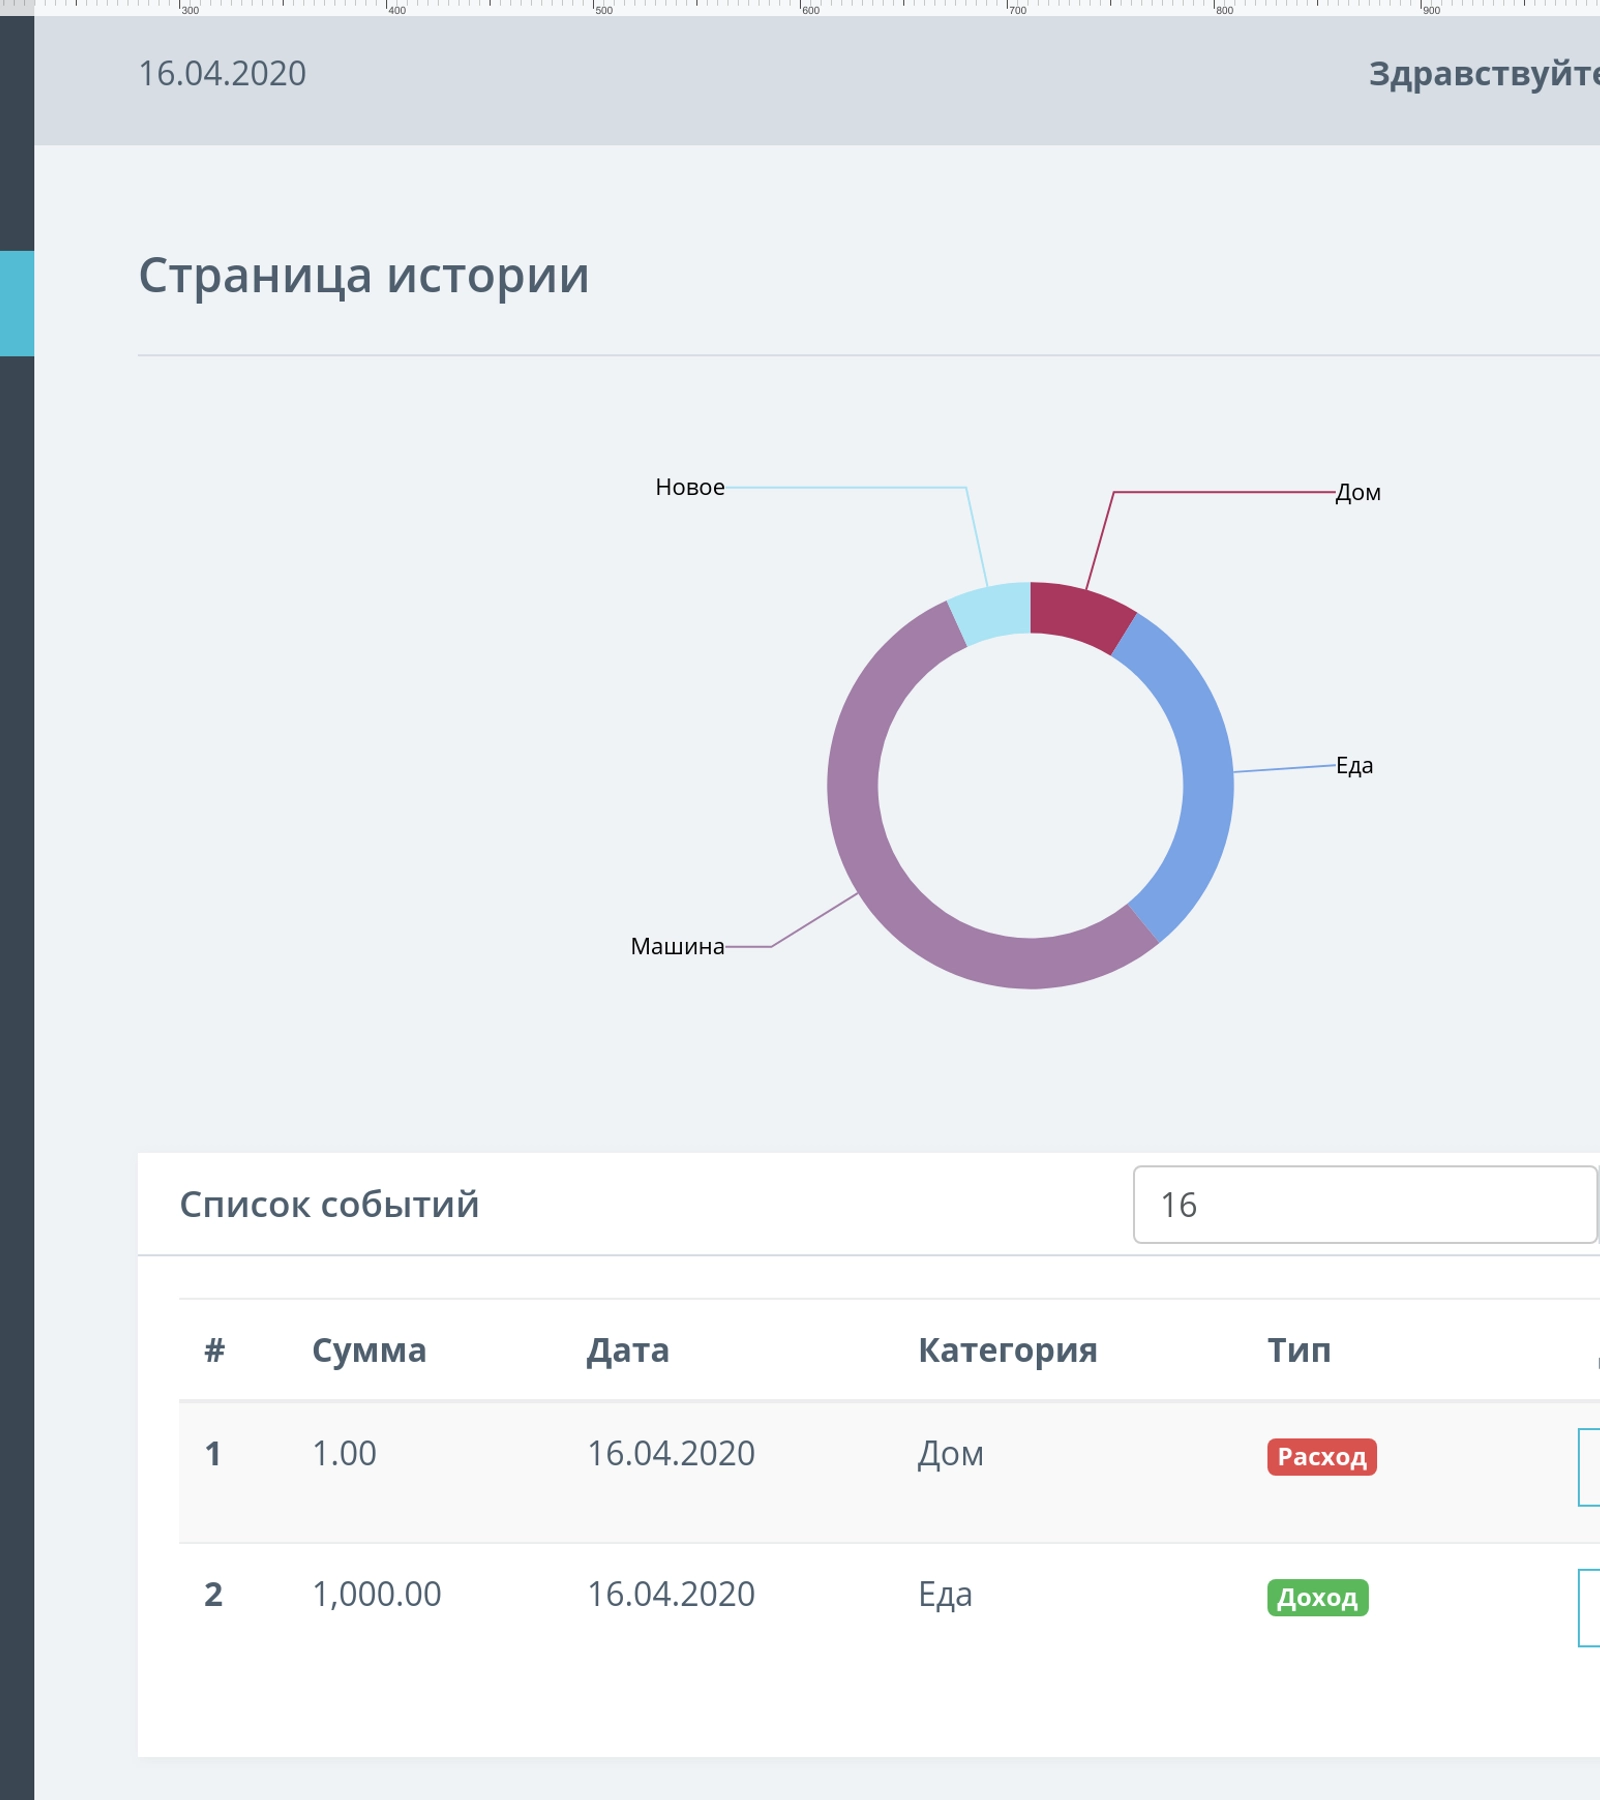 300 400 500 600 700 800 900
16.04.2020 Здравствуйте
Страница истории
Новое Дом
Еда
Машина
Список событий 16
# Сумма Дата Категория Тип
1 1.00 16.04.2020 Дом Расход
2 1,000.00 16.04.2020 Еда Доход